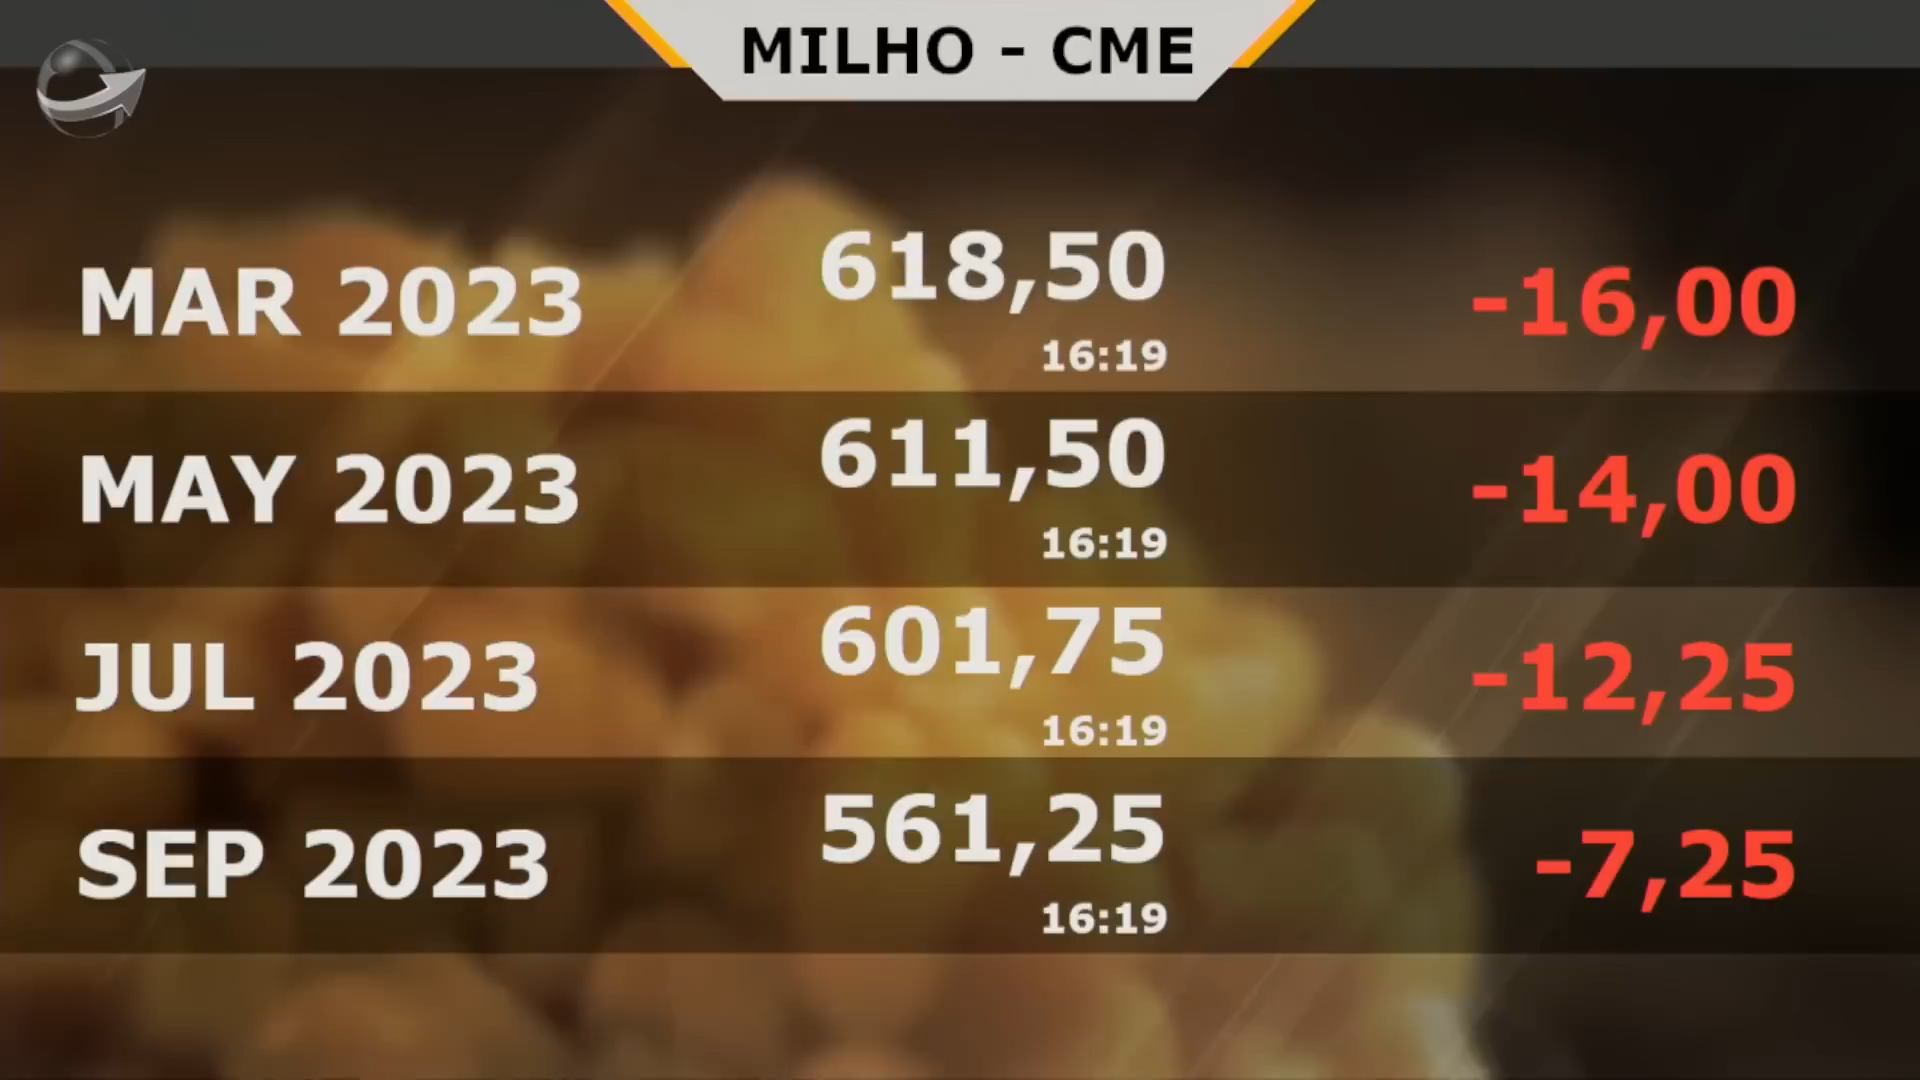 MILHO - CME
MAR 2023 618,50 -16,00
16:19
MAY 2023 611,50 -14,00
16:19
JUL 2023 601,75 -12,25
16:19
SEP 2023 561,25 -7,25
16:19